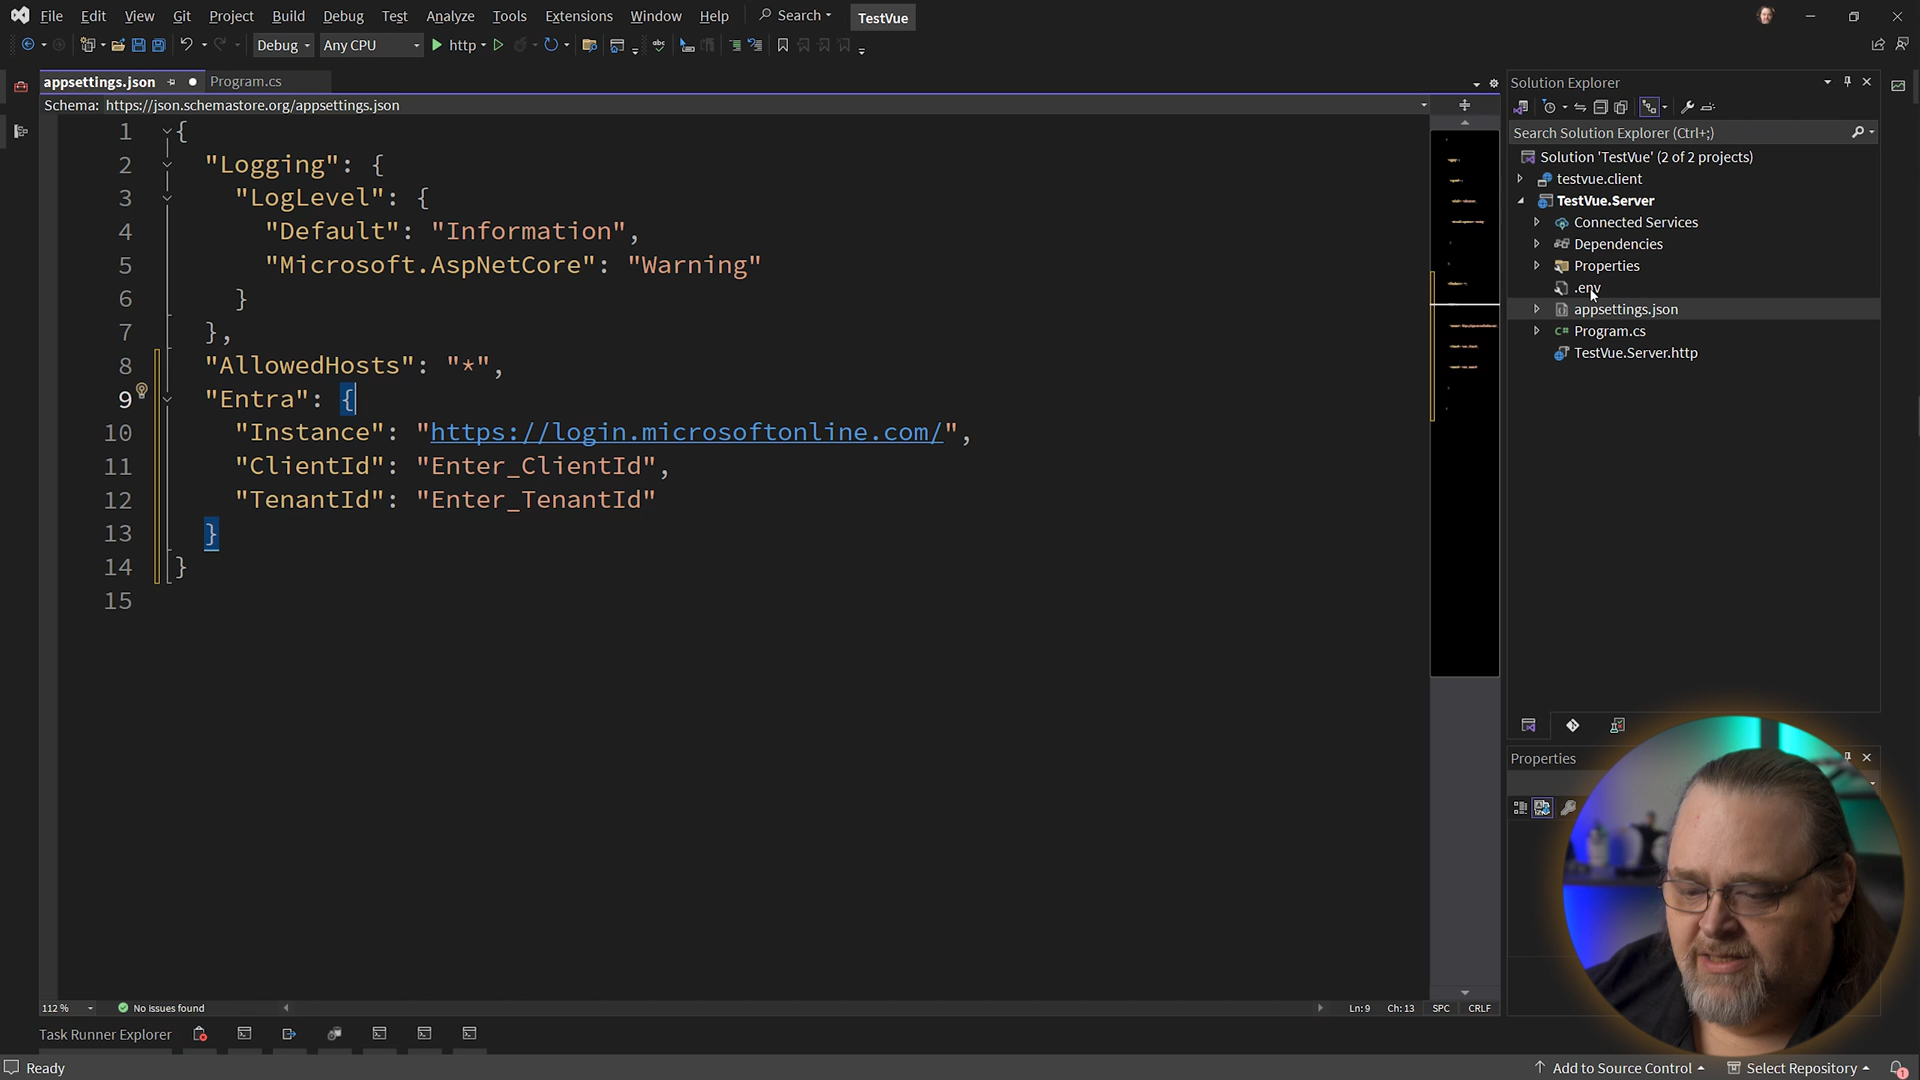 File Edit View Git Project Build Debug Test Analyze Tools Extensions Window Help Search TestVue
Debug Any CPU http
appsettings.json Program.cs
Schema: https://json.schemastore.org/appsettings.json
1 {
2 "Logging": {
3 "LogLevel": {
4 "Default": "Information",
5 "Microsoft.AspNetCore": "Warning"
6 }
7 },
8 "AllowedHosts": "*",
9 "Entra": {
10 "Instance": "https://login.microsoftonline.com/",
11 "ClientId": "Enter_ClientId",
12 "TenantId": "Enter_TenantId"
13 }
14 }
15
112 % No issues found Ln:9 Ch:13 SPC CRLF
Task Runner Explorer
Ready
Solution Explorer
Search Solution Explorer (Ctrl+;)
Solution 'TestVue' (2 of 2 projects)
testvue.client
TestVue.Server
Connected Services
Dependencies
Properties
.env
appsettings.json
C# Program.cs
TestVue.Server.http
Properties
Add to Source Control Select Repository 1